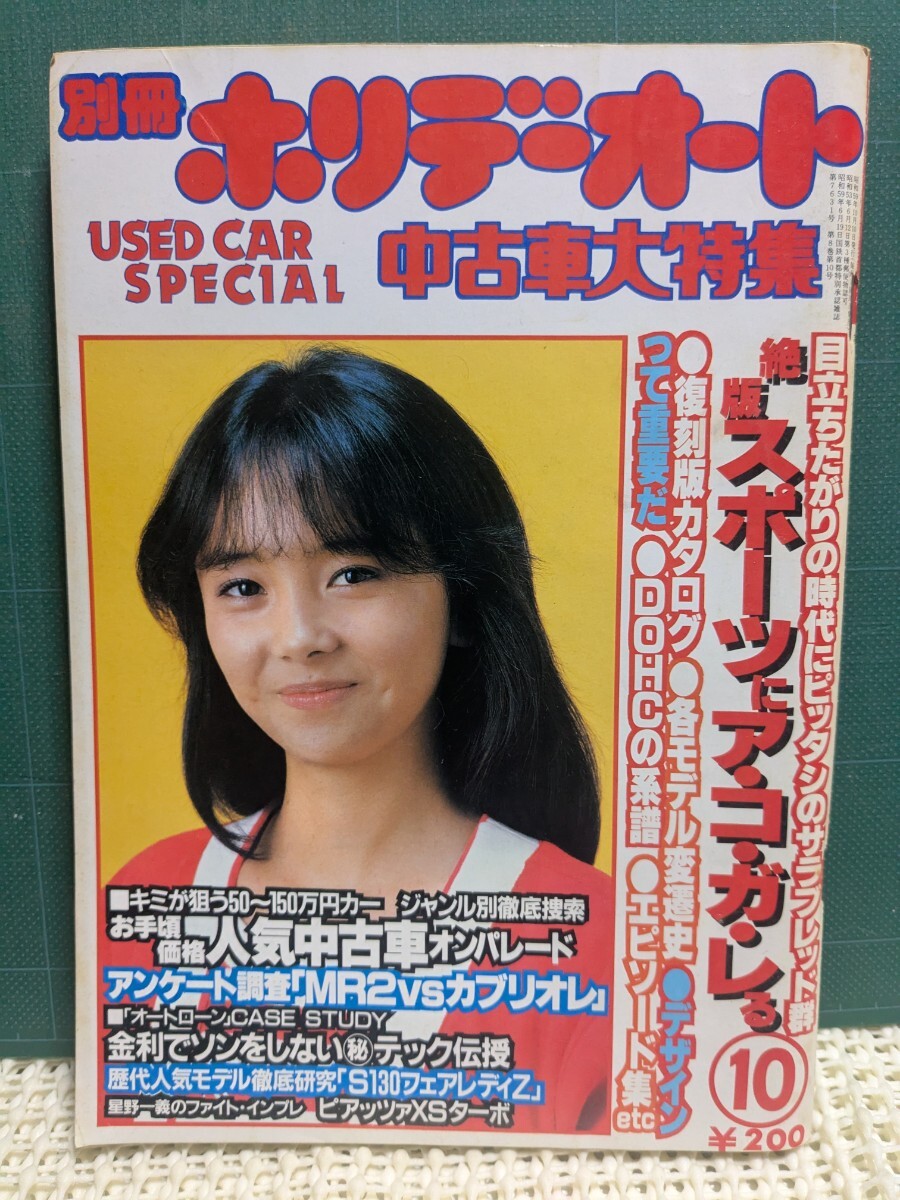 別冊
ホリデーオート
USED CAR
SPECIAL
中古車大特集
目立ちたがりの時代にピッタシのサラブレッド群
絶版スポーツにア・コ・ガ・レる
●復刻版カタログ●各モデル変遷史●デザイン
って重要だ●DOHCの系譜●エピソード集etc
■キミが狙う50〜150万円カー ジャンル別徹底捜索
お手頃価格人気中古車オンパレード
アンケート調査「MR2vsカブリオレ」
■「オートローン」CASE STUDY
金利でソンをしない㊙テック伝授
歴代人気モデル徹底研究「S130フェアレディZ」
星野一義のファイト・インプレ ピアッツァXSターボ
10
¥200